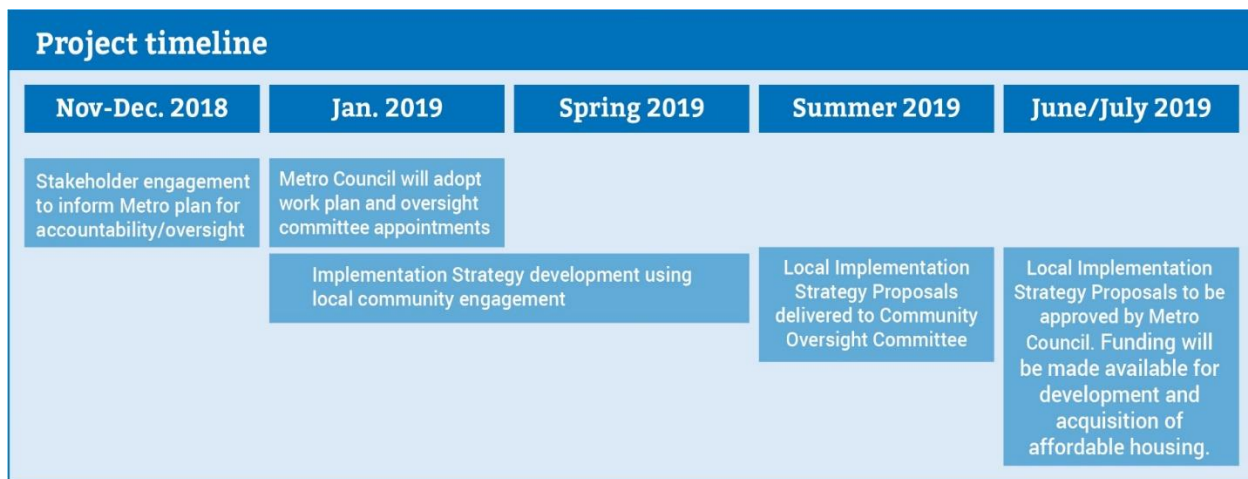 Project timeline
Nov-Dec. 2018
Jan. 2019
Spring 2019
Summer 2019
June/July 2019
Stakeholder engagement
to inform Metro plan for
accountability/oversight
Metro Council will adopt
work plan and oversight
committee appointments
Implementation Strategy development using
local community engagement
Local Implementation
Strategy Proposals
delivered to Community
Oversight Committee
Local Implementation
Strategy Proposals to be
approved by Metro
Council. Funding will
be made available for
development and
acquisition of
affordable housing.